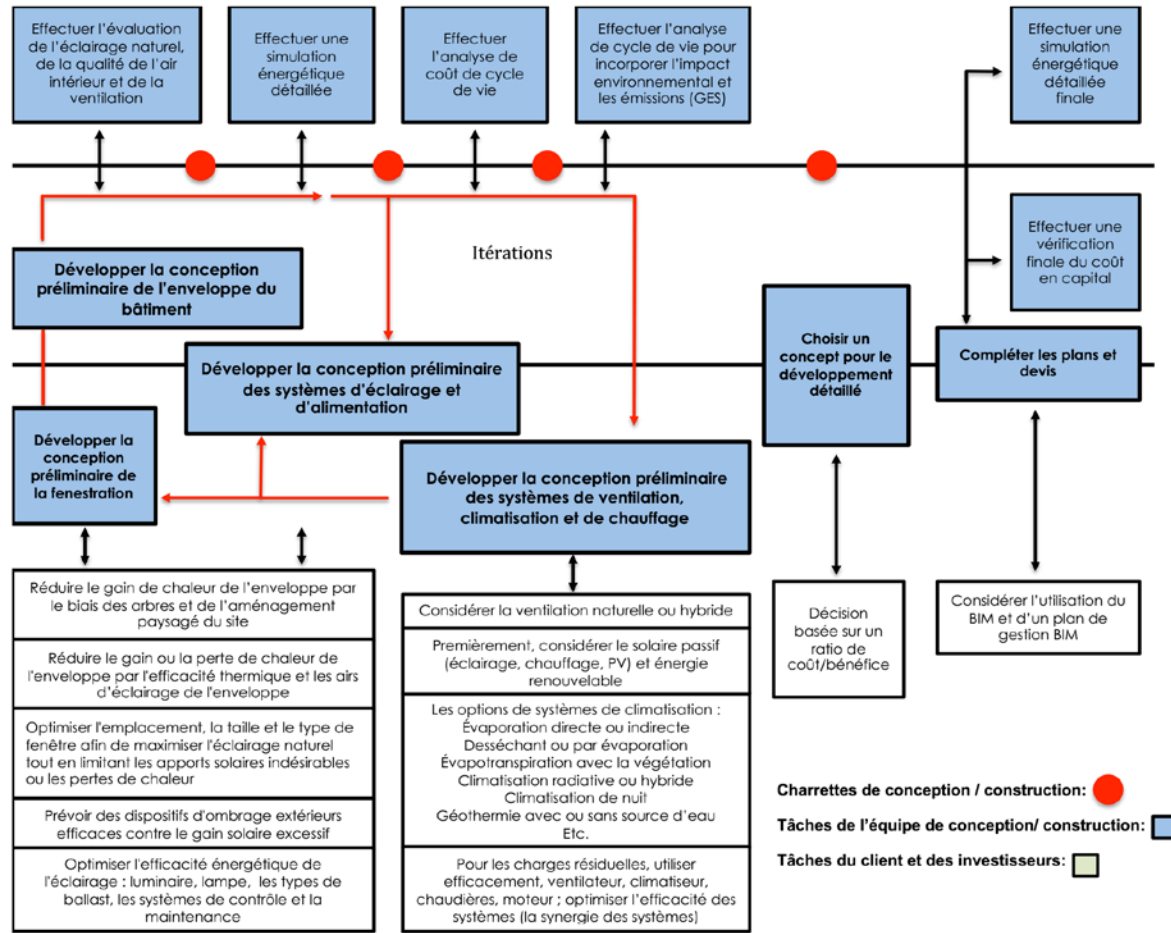 Effectuer l'évaluation
de l'éclairage naturel,
de la qualité de l'air
intérieur et de la
ventilation
Effectuer une
simulation
énergétique
détaillée
Effectuer
l'analyse de
coût de cycle
de vie
Effectuer l'analyse
de cycle de vie pour
incorporer l'impact
environnemental et
les émissions (GES)
Effectuer une
simulation
énergétique
détaillée
finale
Itérations
Effectuer une
vérification
finale du coût
en capital
Développer la conception
préliminaire de l'enveloppe du
bâtiment
Développer la conception préliminaire
des systèmes d'éclairage et
d'alimentation
Choisir un
concept pour le
développement
détaillé
Compléter les plans et
devis
Développer la
conception
préliminaire de
la fenestration
Développer la conception préliminaire
des systèmes de ventilation,
climatisation et de chauffage
Réduire le gain de chaleur de l'enveloppe par
le biais des arbres et de l'aménagement
paysagé du site
Réduire le gain ou la perte de chaleur de
l'enveloppe par l'efficacité thermique et les airs
d'éclairage de l'enveloppe
Optimiser l'emplacement, la taille et le type de
fenêtre afin de maximiser l'éclairage naturel
tout en limitant les apports solaires indésirables
ou les pertes de chaleur
Prévoir des dispositifs d'ombrage extérieurs
efficaces contre le gain solaire excessif
Optimiser l'efficacité énergétique de
l'éclairage : luminaire, lampe, les types de
ballast, les systèmes de contrôle et la
maintenance
Considérer la ventilation naturelle ou hybride
Premièrement, considérer le solaire passif
(éclairage, chauffage, PV) et énergie
renouvelable
Les options de systèmes de climatisation :
Évaporation directe ou indirecte
Desséchant ou par évaporation
Évapotranspiration avec la végétation
Climatisation radiative ou hybride
Climatisation de nuit
Géothermie avec ou sans source d'eau
Etc.
Pour les charges résiduelles, utiliser
efficacement, ventilateur, climatiseur,
chaudières, moteur ; optimiser l'efficacité des
systèmes (la synergie des systèmes)
Décision
basée sur un
ratio de
coût/bénéfice
Considérer l'utilisation du
BIM et d'un plan de
gestion BIM
Charrettes de conception / construction:
Tâches de l'équipe de conception/ construction:
Tâches du client et des investisseurs: